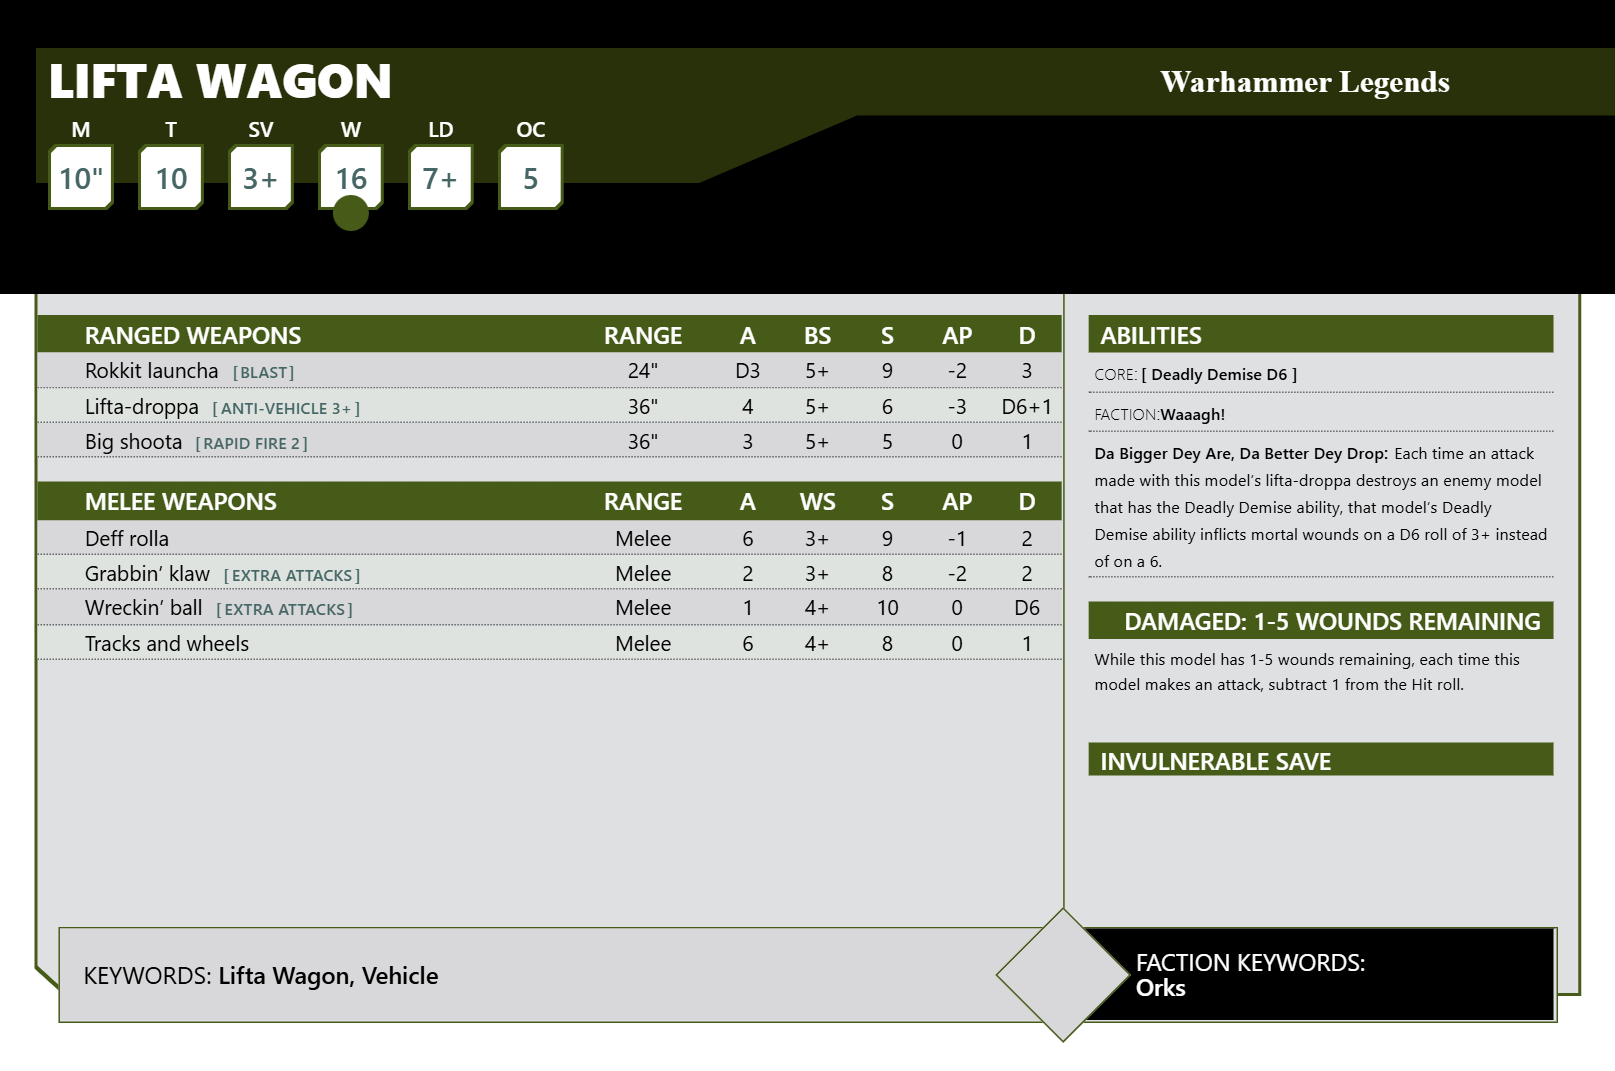 LIFTA WAGON
Warhammer Legends
M T SV W LD OC
10" 10 3+ 16 7+ 5
RANGED WEAPONS RANGE A BS S AP D
Rokkit launcha [BLAST] 24" D3 5+ 9 -2 3
Lifta-droppa [ANTI-VEHICLE 3+] 36" 4 5+ 6 -3 D6+1
Big shoota [RAPID FIRE 2] 36" 3 5+ 5 0 1
MELEE WEAPONS RANGE A WS S AP D
Deff rolla Melee 6 3+ 9 -1 2
Grabbin’ klaw [EXTRA ATTACKS] Melee 2 3+ 8 -2 2
Wreckin’ ball [EXTRA ATTACKS] Melee 1 4+ 10 0 D6
Tracks and wheels Melee 6 4+ 8 0 1
ABILITIES
CORE: [ Deadly Demise D6 ]
FACTION:Waaagh!
Da Bigger Dey Are, Da Better Dey Drop: Each time an attack
made with this model’s lifta-droppa destroys an enemy model
that has the Deadly Demise ability, that model’s Deadly
Demise ability inflicts mortal wounds on a D6 roll of 3+ instead
of on a 6.
DAMAGED: 1-5 WOUNDS REMAINING
While this model has 1-5 wounds remaining, each time this
model makes an attack, subtract 1 from the Hit roll.
INVULNERABLE SAVE
KEYWORDS: Lifta Wagon, Vehicle
FACTION KEYWORDS:
Orks